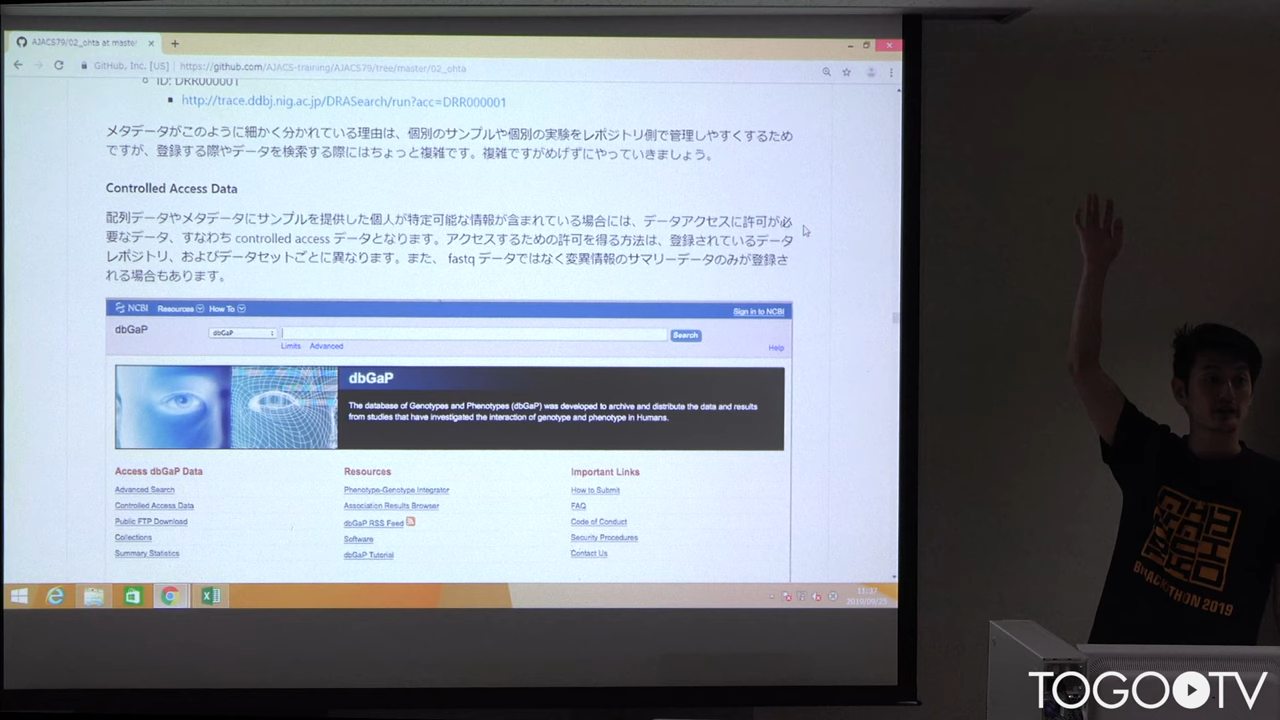 AJACS79/02_ohta at master
GitHub, Inc. [US]
https://github.com/AJACS-training/AJACS79/tree/master/02_ohta
ID: DRR000001
http://trace.ddbj.nig.ac.jp/DRASearch/run?acc=DRR000001
メタデータがこのように細かく分かれている理由は、個別のサンプルや個別の実験をレポジトリ側で管理しやすくするため
ですが、登録する際やデータを検索する際にはちょっと複雑です。複雑ですがめげずにやっていきましょう。
Controlled Access Data
配列データやメタデータにサンプルを提供した個人が特定可能な情報が含まれている場合には、データアクセスに許可が必
要なデータ、すなわち controlled access データとなります。アクセスするための許可を得る方法は、登録されているデータ
レポジトリ、およびデータセットごとに異なります。また、 fastq データではなく変異情報のサマリーデータのみが登録さ
れる場合もあります。
NCBI Resources How To Sign in to NCBI
dbGaP dbGaP Search
Limits Advanced Help
dbGaP
The database of Genotypes and Phenotypes (dbGaP) was developed to archive and distribute the data and results
from studies that have investigated the interaction of genotype and phenotype in Humans.
Access dbGaP Data
Advanced Search
Controlled Access Data
Public FTP Download
Collections
Summary Statistics
Resources
Phenotype-Genotype Integrator
Association Results Browser
dbGaP RSS Feed
Software
dbGaP Tutorial
Important Links
How to Submit
FAQ
Code of Conduct
Security Procedures
Contact Us
11:37
2019/09/25
BH
THON 2019
TOGO TV